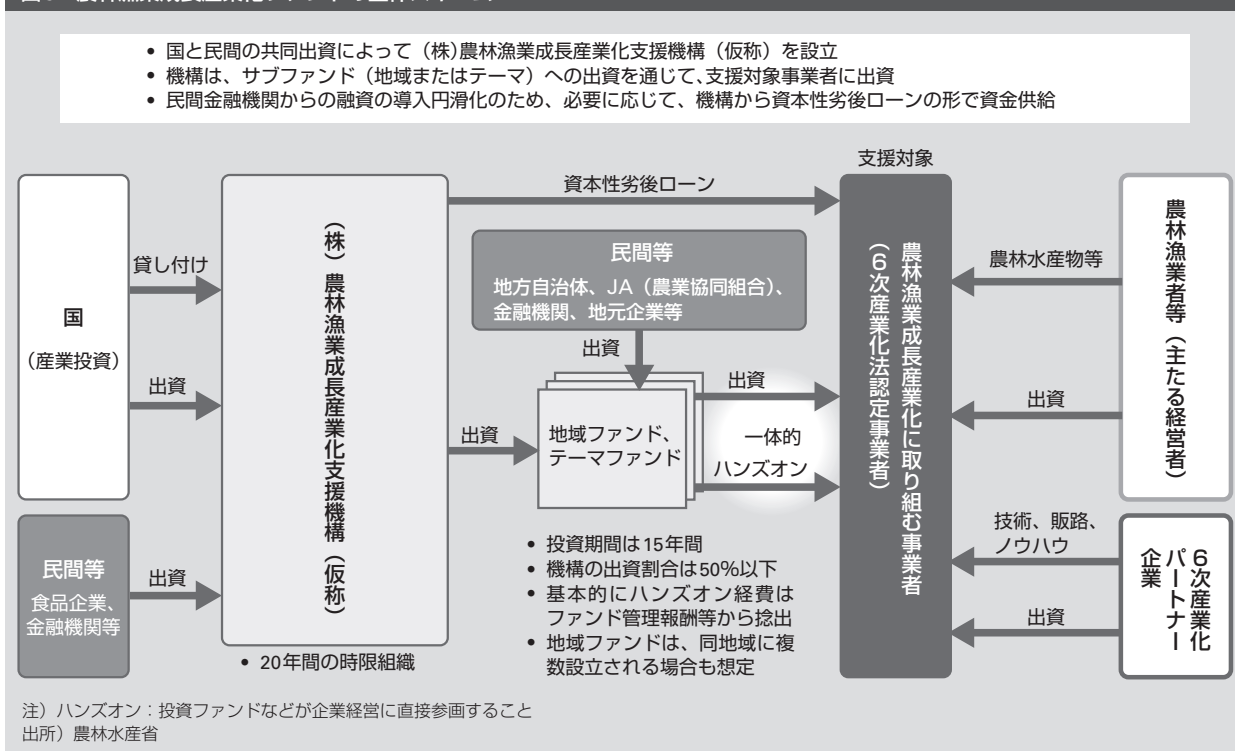 • 国と民間の共同出資によって（株）農林漁業成長産業化支援機構（仮称）を設立
• 機構は、サブファンド（地域またはテーマ）への出資を通じて、支援対象事業者に出資
• 民間金融機関からの融資の導入円滑化のため、必要に応じて、機構から資本性劣後ローンの形で資金供給
国
（産業投資）
民間等
食品企業、
金融機関等
貸し付け
出資
出資
（株）農林漁業成長産業化支援機構（仮称）
• 20年間の時限組織
資本性劣後ローン
民間等
地方自治体、JA（農業協同組合）、
金融機関、地元企業等
出資
出資
地域ファンド、
テーマファンド
出資
一体的
ハンズオン
• 投資期間は15年間
• 機構の出資割合は50％以下
• 基本的にハンズオン経費は
ファンド管理報酬等から捻出
• 地域ファンドは、同地域に複
数設立される場合も想定
支援対象
農林漁業成長産業化に取り組む事業者
（6次産業化法認定事業者）
農林水産物等
出資
技術、販路、
ノウハウ
出資
農林漁業者等（主たる経営者）
6次産業化
パートナー
企業
注）ハンズオン：投資ファンドなどが企業経営に直接参画すること
出所）農林水産省